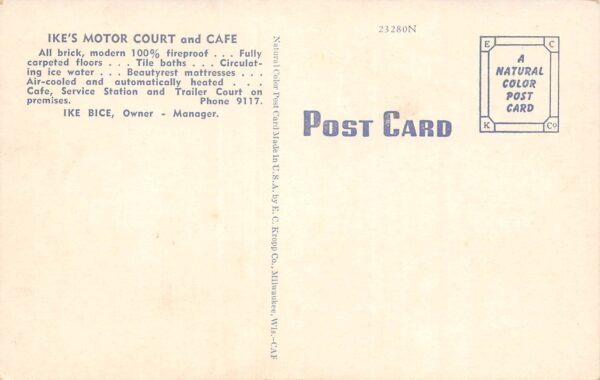 IKE'S MOTOR COURT and CAFE
All brick, modern 100% fireproof . . . Fully
carpeted floors . . . Tile baths . . . Circulat-
ing ice water . . . Beautyrest mattresses . . .
Air-cooled and automatically heated . . .
Cafe, Service Station and Trailer Court on
premises. Phone 9117.
IKE BICE, Owner - Manager.
Natural Color Post Card Made in U.S.A. by E. C. Kropp Co., Milwaukee, Wis.—CAF
23280N
POST CARD
E C
A
NATURAL
COLOR
POST
CARD
K Co